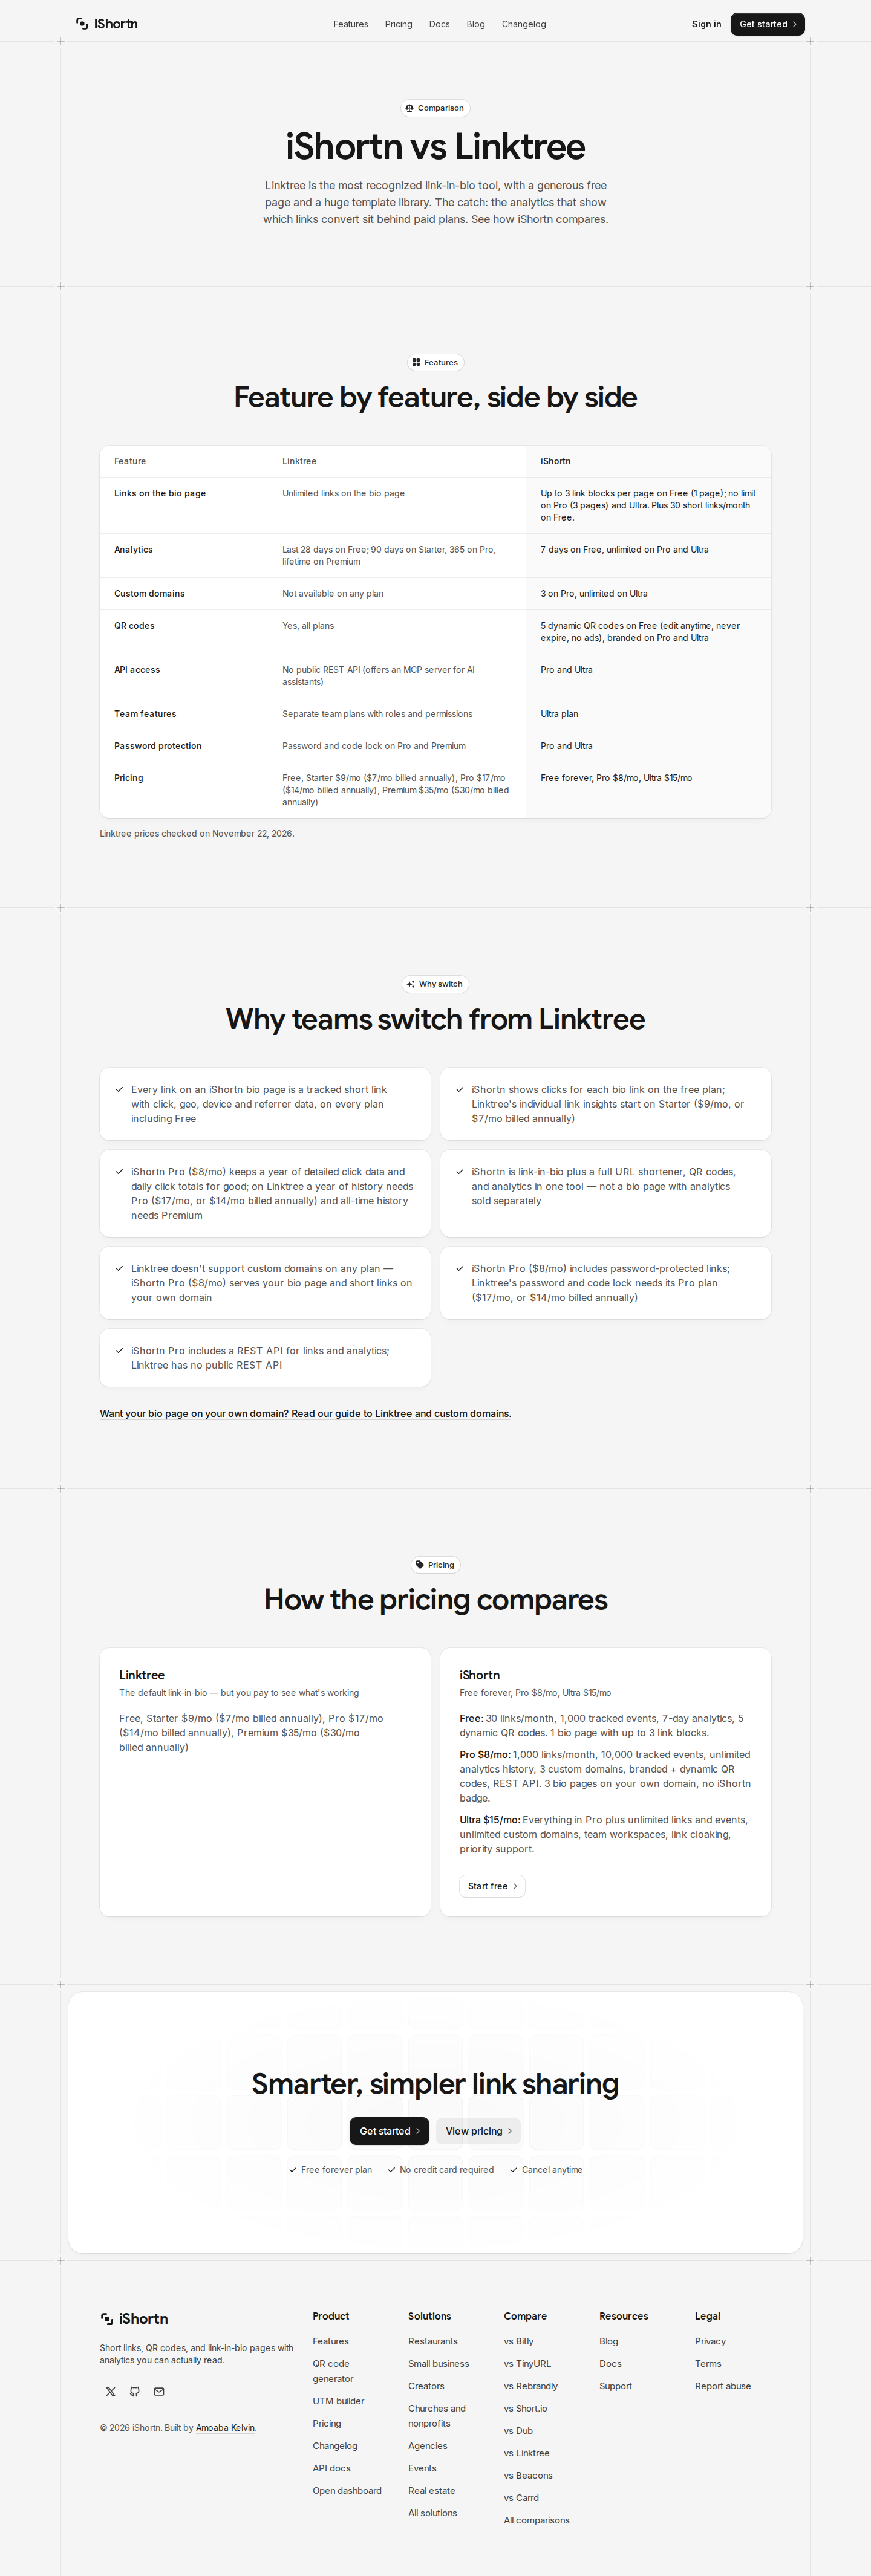 iShortn
Features
Pricing
Docs
Blog
Changelog
Sign in
Get started
Comparison
iShortn vs Linktree
Linktree is the most recognized link-in-bio tool, with a generous free
page and a huge template library. The catch: the analytics that show
which links convert sit behind paid plans. See how iShortn compares.
Features
Feature by feature, side by side
Feature
Linktree
iShortn
Links on the bio page
Unlimited links on the bio page
Up to 3 link blocks per page on Free (1 page); no limit
on Pro (3 pages) and Ultra. Plus 30 short links/month
on Free.
Analytics
Last 28 days on Free; 90 days on Starter, 365 on Pro,
lifetime on Premium
7 days on Free, unlimited on Pro and Ultra
Custom domains
Not available on any plan
3 on Pro, unlimited on Ultra
QR codes
Yes, all plans
5 dynamic QR codes on Free (edit anytime, never
expire, no ads), branded on Pro and Ultra
API access
No public REST API (offers an MCP server for AI
assistants)
Pro and Ultra
Team features
Separate team plans with roles and permissions
Ultra plan
Password protection
Password and code lock on Pro and Premium
Pro and Ultra
Pricing
Free, Starter $9/mo ($7/mo billed annually), Pro $17/mo
($14/mo billed annually), Premium $35/mo ($30/mo billed
annually)
Free forever, Pro $8/mo, Ultra $15/mo
Linktree prices checked on November 22, 2026.
Why switch
Why teams switch from Linktree
Every link on an iShortn bio page is a tracked short link
with click, geo, device and referrer data, on every plan
including Free
iShortn shows clicks for each bio link on the free plan;
Linktree's individual link insights start on Starter ($9/mo, or
$7/mo billed annually)
iShortn Pro ($8/mo) keeps a year of detailed click data and
daily click totals for good; on Linktree a year of history needs
Pro ($17/mo, or $14/mo billed annually) and all-time history
needs Premium
iShortn is link-in-bio plus a full URL shortener, QR codes,
and analytics in one tool — not a bio page with analytics
sold separately
Linktree doesn't support custom domains on any plan —
iShortn Pro ($8/mo) serves your bio page and short links on
your own domain
iShortn Pro ($8/mo) includes password-protected links;
Linktree's password and code lock needs its Pro plan
($17/mo, or $14/mo billed annually)
iShortn Pro includes a REST API for links and analytics;
Linktree has no public REST API
Want your bio page on your own domain? Read our guide to Linktree and custom domains.
Pricing
How the pricing compares
Linktree
The default link-in-bio — but you pay to see what's working
Free, Starter $9/mo ($7/mo billed annually), Pro $17/mo
($14/mo billed annually), Premium $35/mo ($30/mo
billed annually)
iShortn
Free forever, Pro $8/mo, Ultra $15/mo
Free: 30 links/month, 1,000 tracked events, 7-day analytics, 5
dynamic QR codes. 1 bio page with up to 3 link blocks.
Pro $8/mo: 1,000 links/month, 10,000 tracked events, unlimited
analytics history, 3 custom domains, branded + dynamic QR
codes, REST API. 3 bio pages on your own domain, no iShortn
badge.
Ultra $15/mo: Everything in Pro plus unlimited links and events,
unlimited custom domains, team workspaces, link cloaking,
priority support.
Start free
Smarter, simpler link sharing
Get started
View pricing
Free forever plan
No credit card required
Cancel anytime
iShortn
Short links, QR codes, and link-in-bio pages with
analytics you can actually read.
© 2026 iShortn. Built by Amoaba Kelvin.
Product
Features
QR code
generator
UTM builder
Pricing
Changelog
API docs
Open dashboard
Solutions
Restaurants
Small business
Creators
Churches and
nonprofits
Agencies
Events
Real estate
All solutions
Compare
vs Bitly
vs TinyURL
vs Rebrandly
vs Short.io
vs Dub
vs Linktree
vs Beacons
vs Carrd
All comparisons
Resources
Blog
Docs
Support
Legal
Privacy
Terms
Report abuse